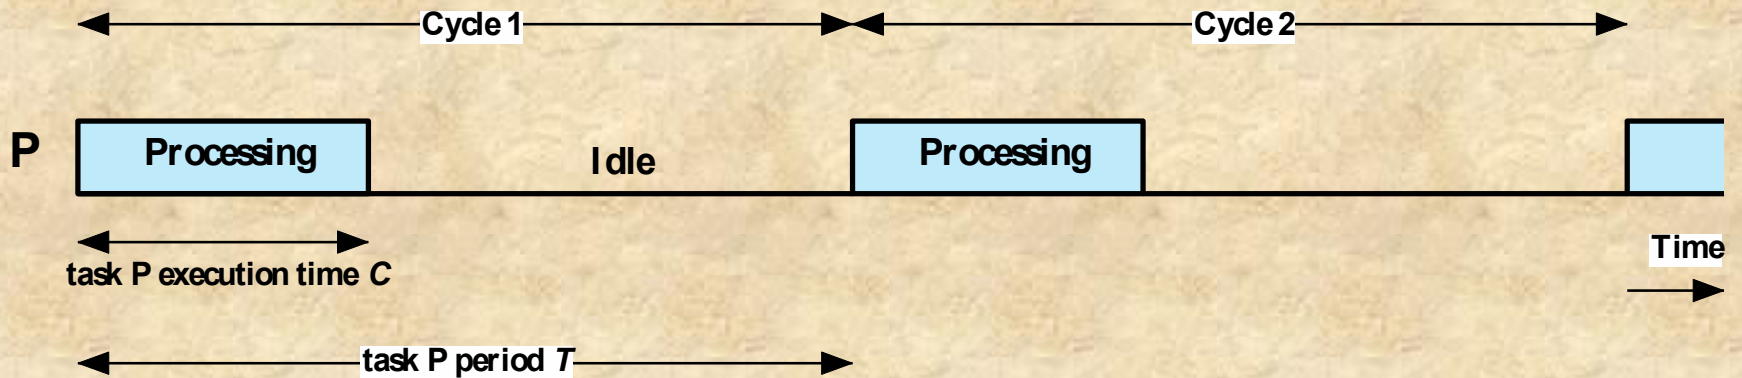 Cycle 1
Cycle 2
P
Processing
Idle
Processing
Time
task P execution time C
task P period T